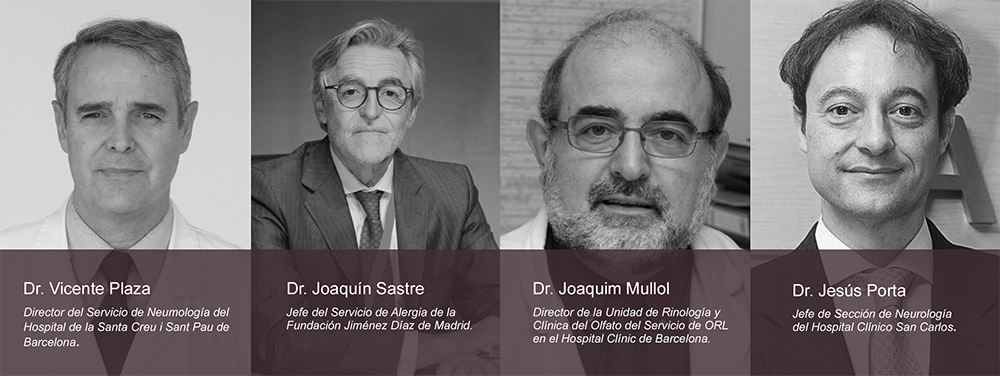 Dr. Vicente Plaza
Director del Servicio de Neumología del
Hospital de la Santa Creu i Sant Pau de
Barcelona.
Dr. Joaquín Sastre
Jefe del Servicio de Alergia de la
Fundación Jiménez Díaz de Madrid.
Dr. Joaquim Mullol
Director de la Unidad de Rinología y
Clínica del Olfato del Servicio de ORL
en el Hospital Clínic de Barcelona.
A
Dr. Jesús Porta
Jefe de Sección de Neurología
del Hospital Clínico San Carlos.